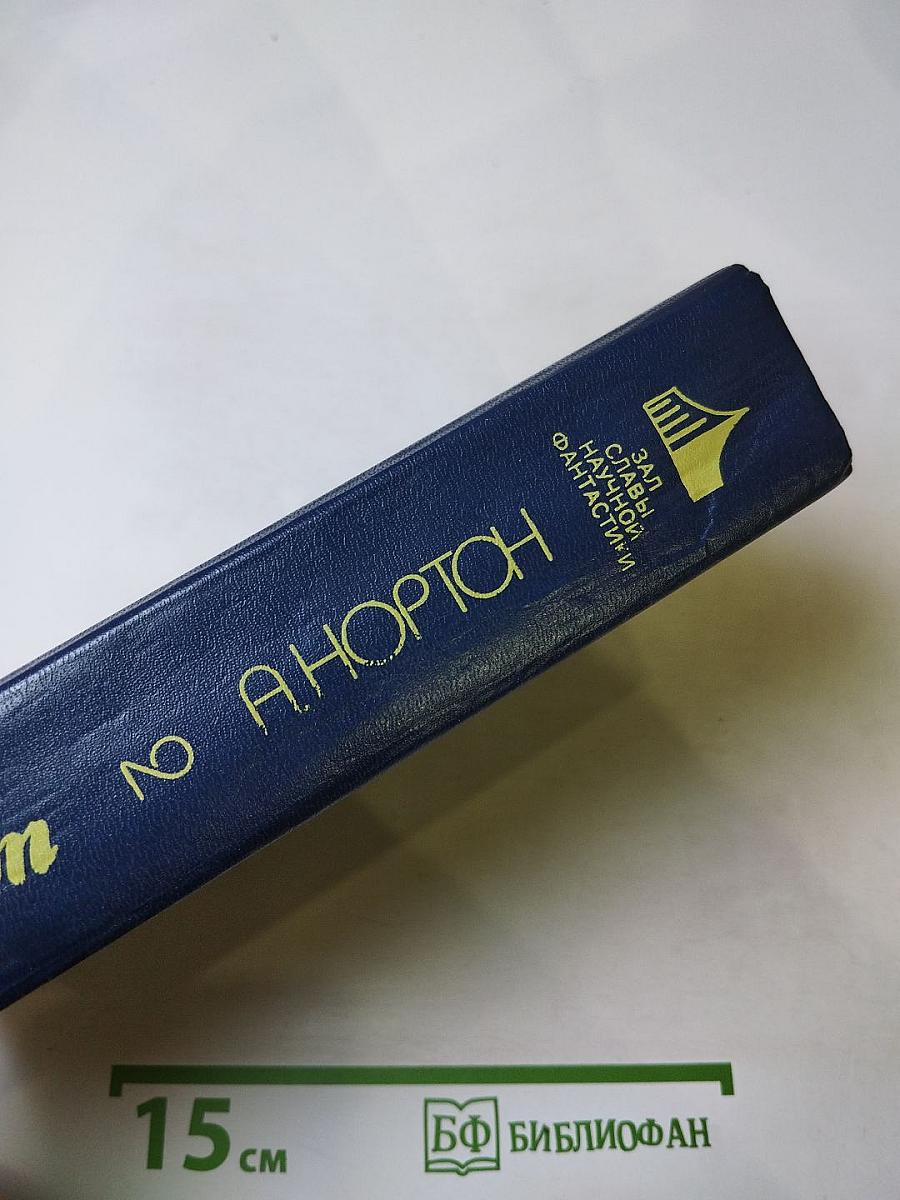 ЗАЛ
СЛАВЫ
НАУЧНОЙ
ФАНТАСТИКИ
А. НОРТОН
2
15 см
БФ БИБЛИОФАН